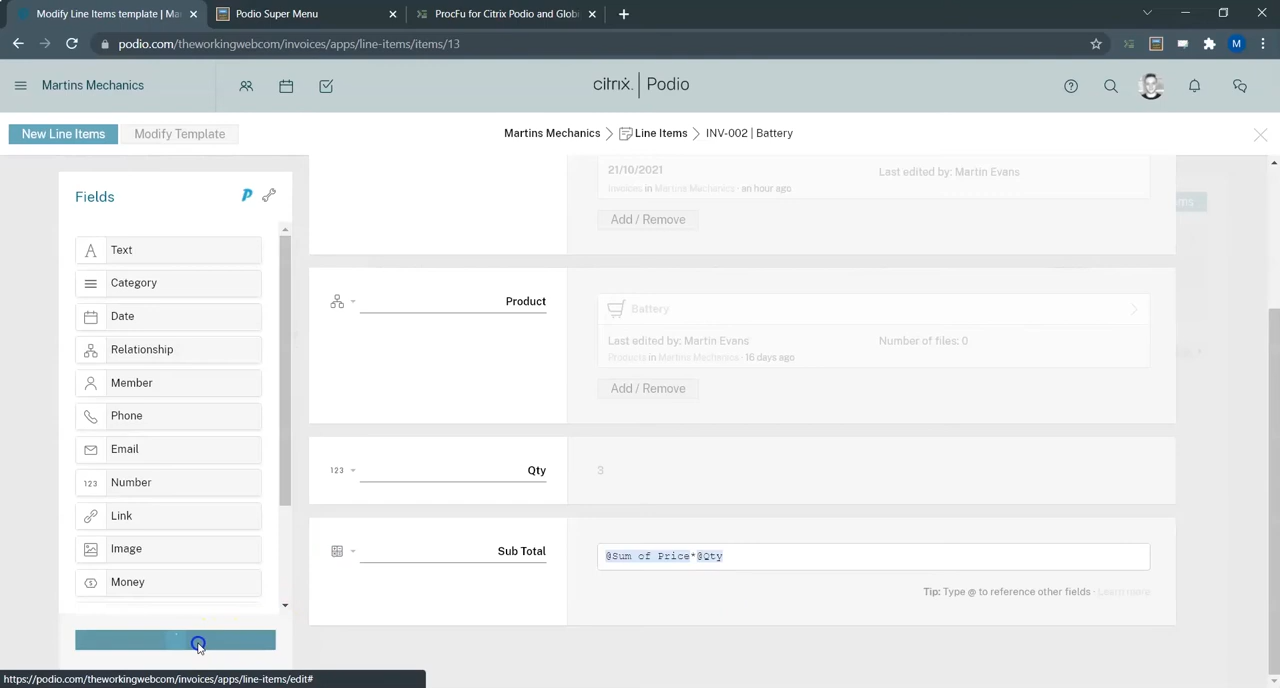 Modify Line Items template | Ma
Podio Super Menu
ProcFu for Citrix Podio and Globi
podio.com/theworkingwebcom/invoices/apps/line-items/items/13
M
Martins Mechanics
citrix. | Podio
New Line Items
Modify Template
Martins Mechanics > Line Items > INV-002 | Battery
Fields
Text
Category
Date
Relationship
Member
Phone
Email
123 Number
Link
Image
Money
21/10/2021
Last edited by: Martin Evans
Invoices in Martins Mechanics · an hour ago
Add / Remove
ms
Product
Battery
Last edited by: Martin Evans
Number of files: 0
Products in Martins Mechanics · 16 days ago
Add / Remove
123
Qty
3
Sub Total
@Sum of Price*@Qty
Tip: Type @ to reference other fields · Learn more
https://podio.com/theworkingwebcom/invoices/apps/line-items/edit#